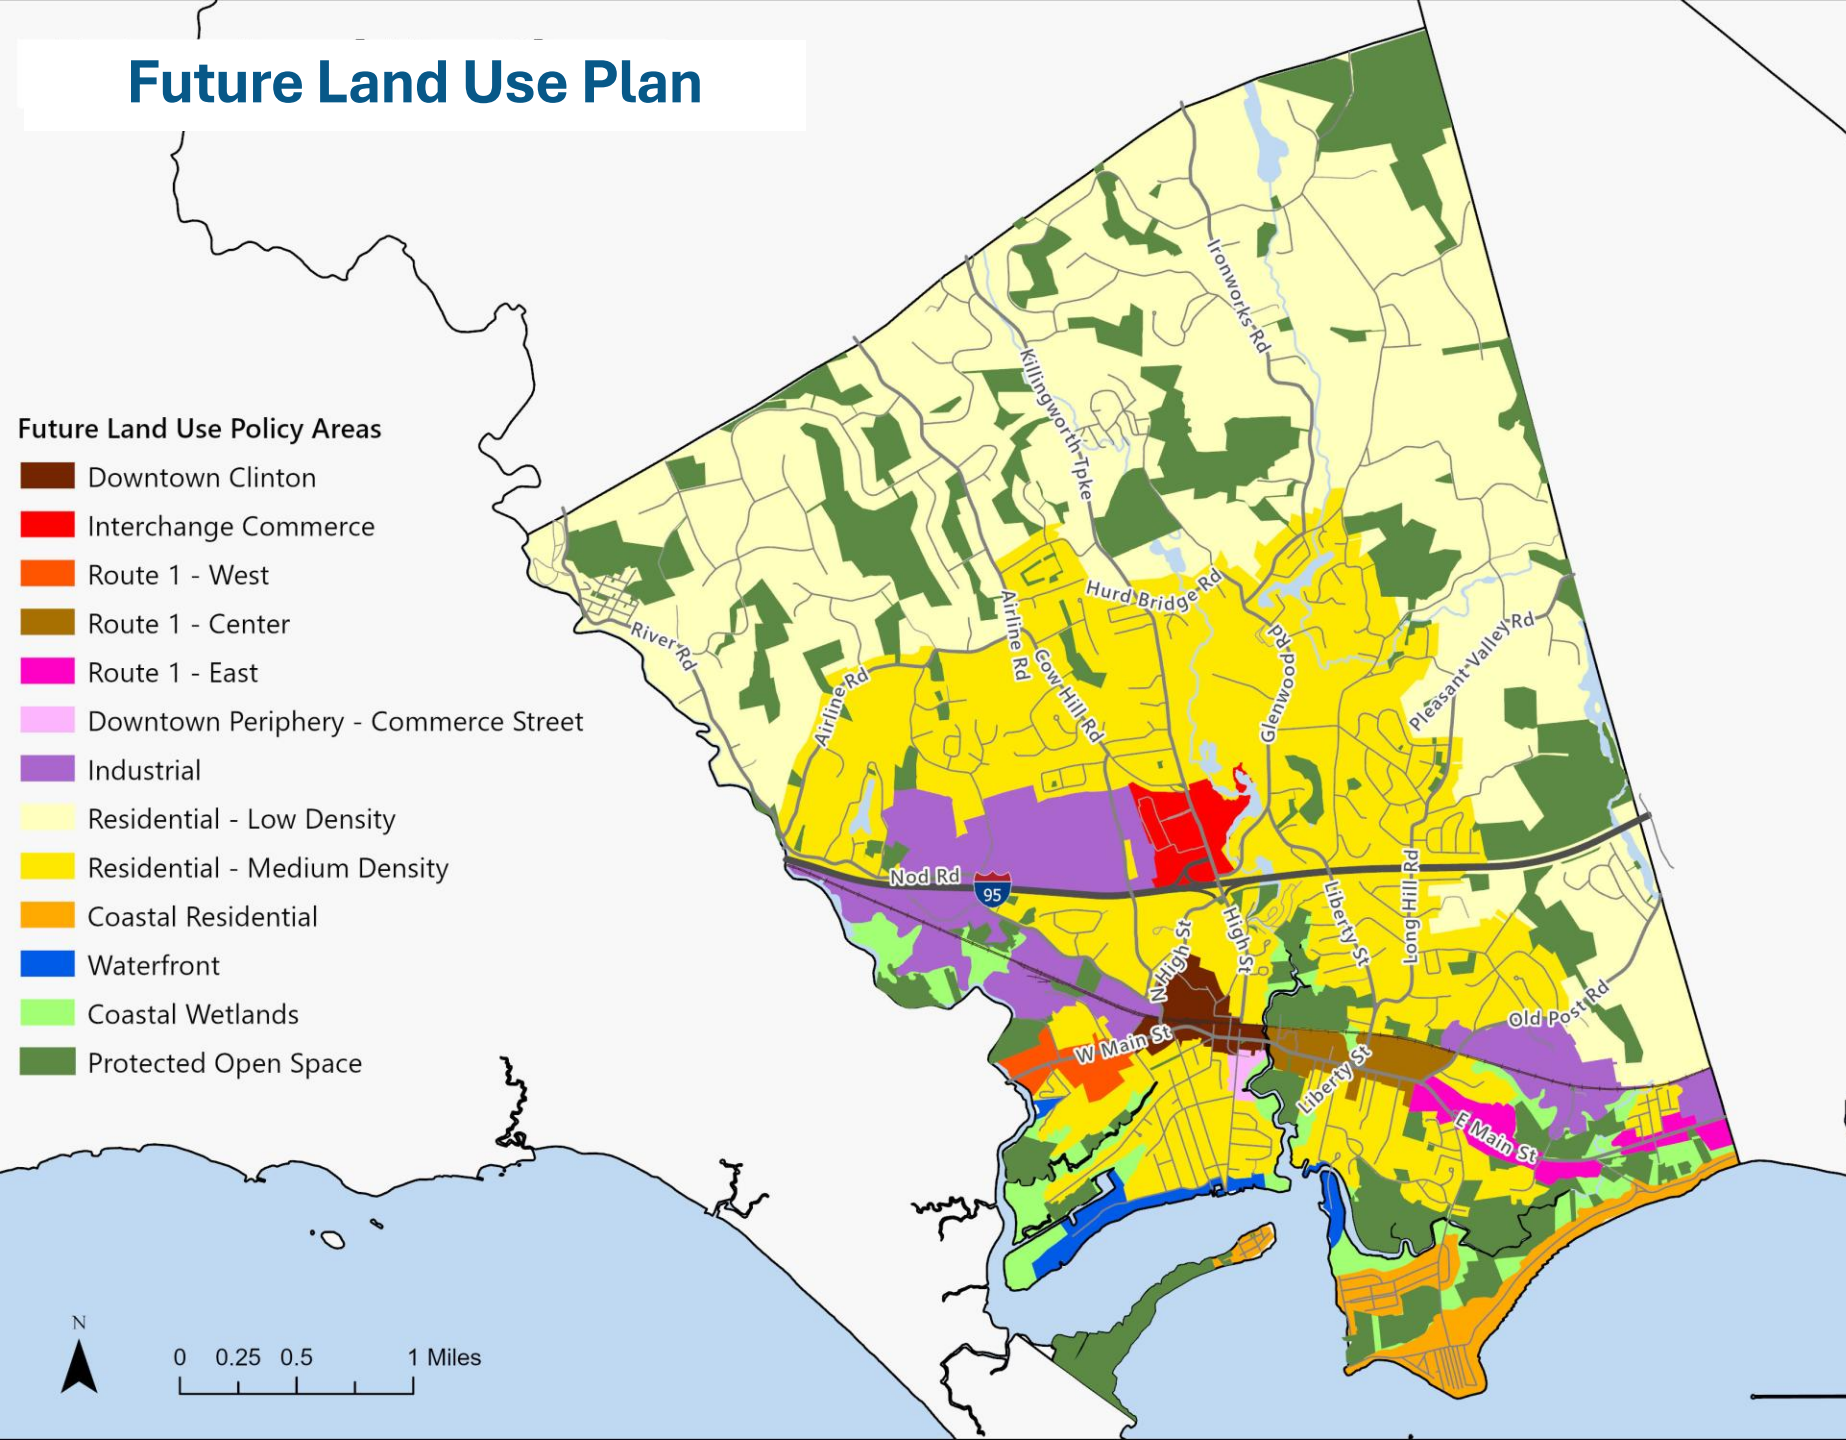 Future Land Use Plan
Future Land Use Policy Areas
Downtown Clinton
Interchange Commerce
Route 1 - West
Route 1 - Center
Route 1 - East
Downtown Periphery - Commerce Street
Industrial
Residential - Low Density
Residential - Medium Density
Coastal Residential
Waterfront
Coastal Wetlands
Protected Open Space
Ironworks Rd
Killingworth Tpke
Hurd Bridge Rd
River Rd
Airline Rd
Airline Rd
Cow Hill Rd
Glenwood Rd
Pleasant Valley Rd
Nod Rd
95
N High St
High St
Liberty St
Long Hill Rd
Old Post Rd
W Main St
Liberty St
E Main St
N
0 0.25 0.5 1 Miles